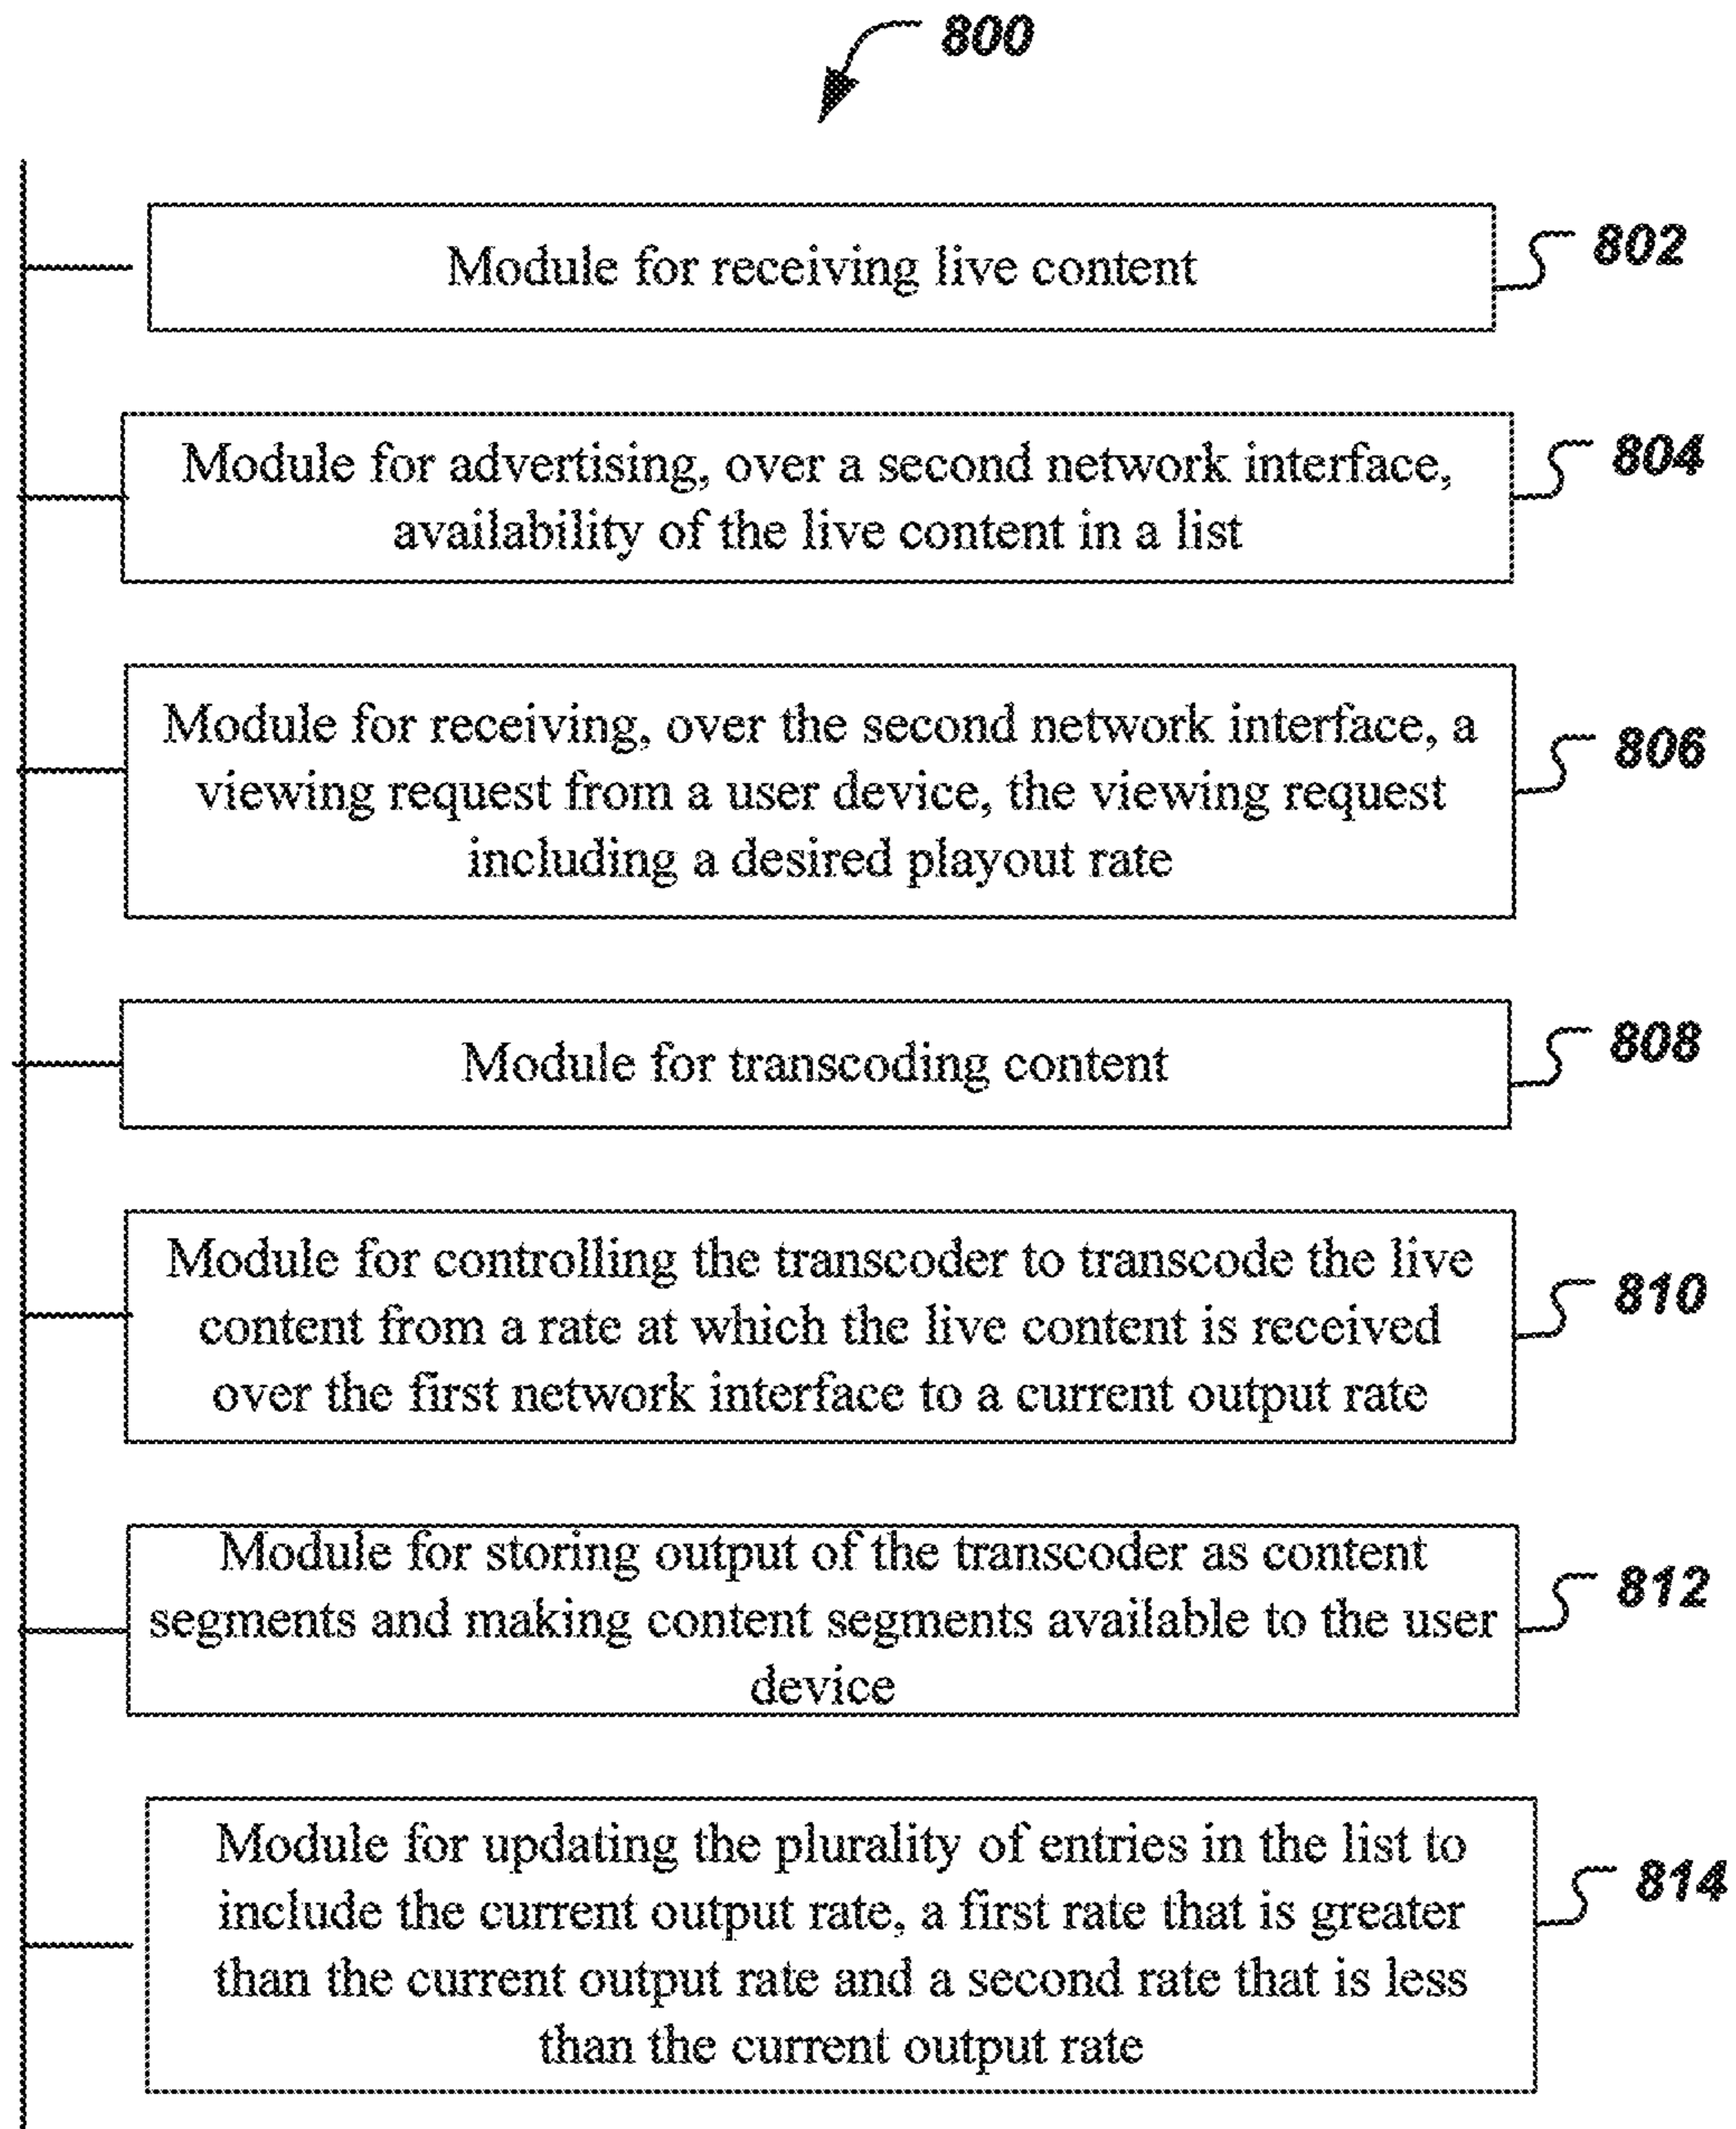 800
Module for receiving live content
802
Module for advertising, over a second network interface,
availability of the live content in a list
804
Module for receiving, over the second network interface, a
viewing request from a user device, the viewing request
including a desired playout rate
806
Module for transcoding content
808
Module for controlling the transcoder to transcode the live
content from a rate at which the live content is received
over the first network interface to a current output rate
810
Module for storing output of the transcoder as content
segments and making content segments available to the user
device
812
Module for updating the plurality of entries in the list to
include the current output rate, a first rate that is greater
than the current output rate and a second rate that is less
than the current output rate
814